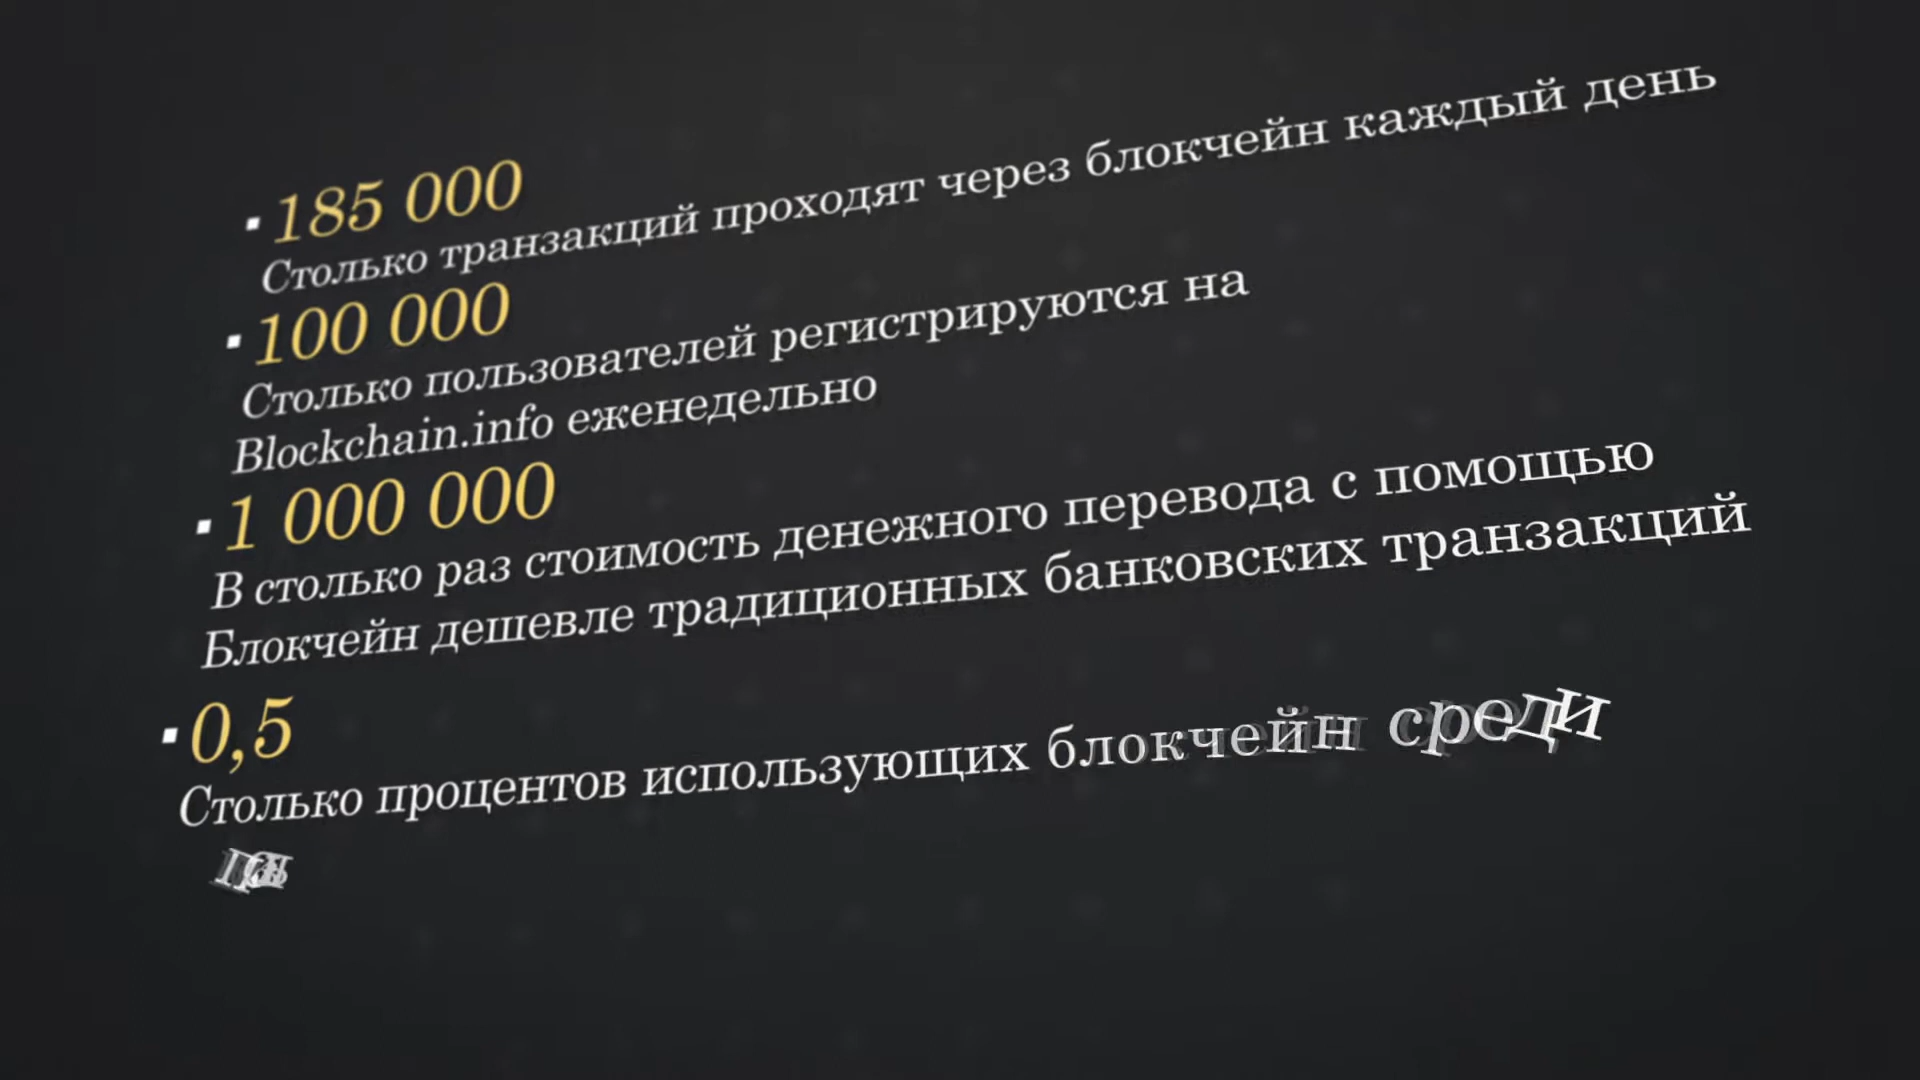 ▪ 185 000
Столько транзакций проходят через блокчейн каждый день
▪ 100 000
Столько пользователей регистрируются на
Blockchain.info еженедельно
▪ 1 000 000
В столько раз стоимость денежного перевода с помощью
Блокчейн дешевле традиционных банковских транзакций
▪ 0,5
Столько процентов использующих блокчейн среди